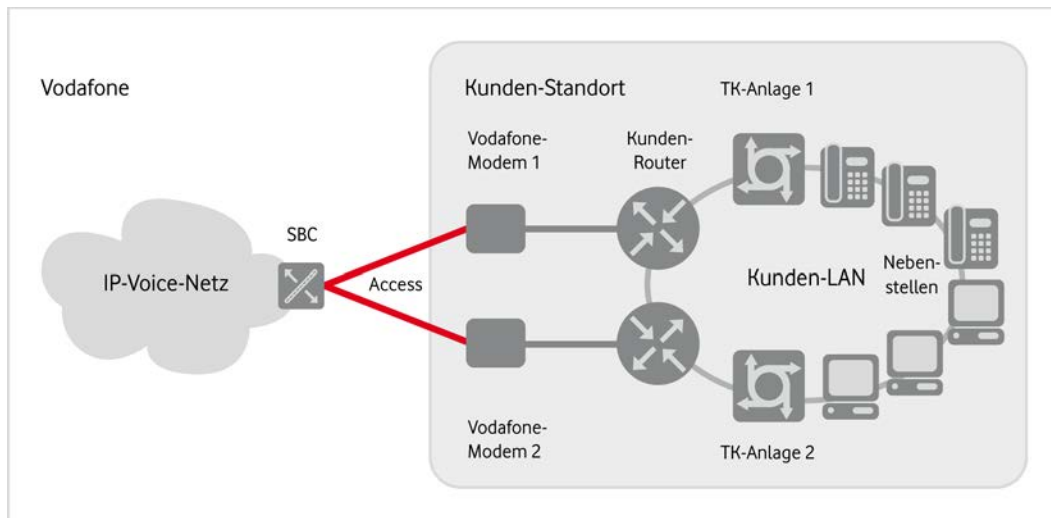 Vodafone
Kunden-Standort
TK-Anlage 1
Vodafone-
Modem 1
Kunden-
Router
SBC
IP-Voice-Netz
Access
Kunden-LAN
Neben-
stellen
Vodafone-
Modem 2
TK-Anlage 2